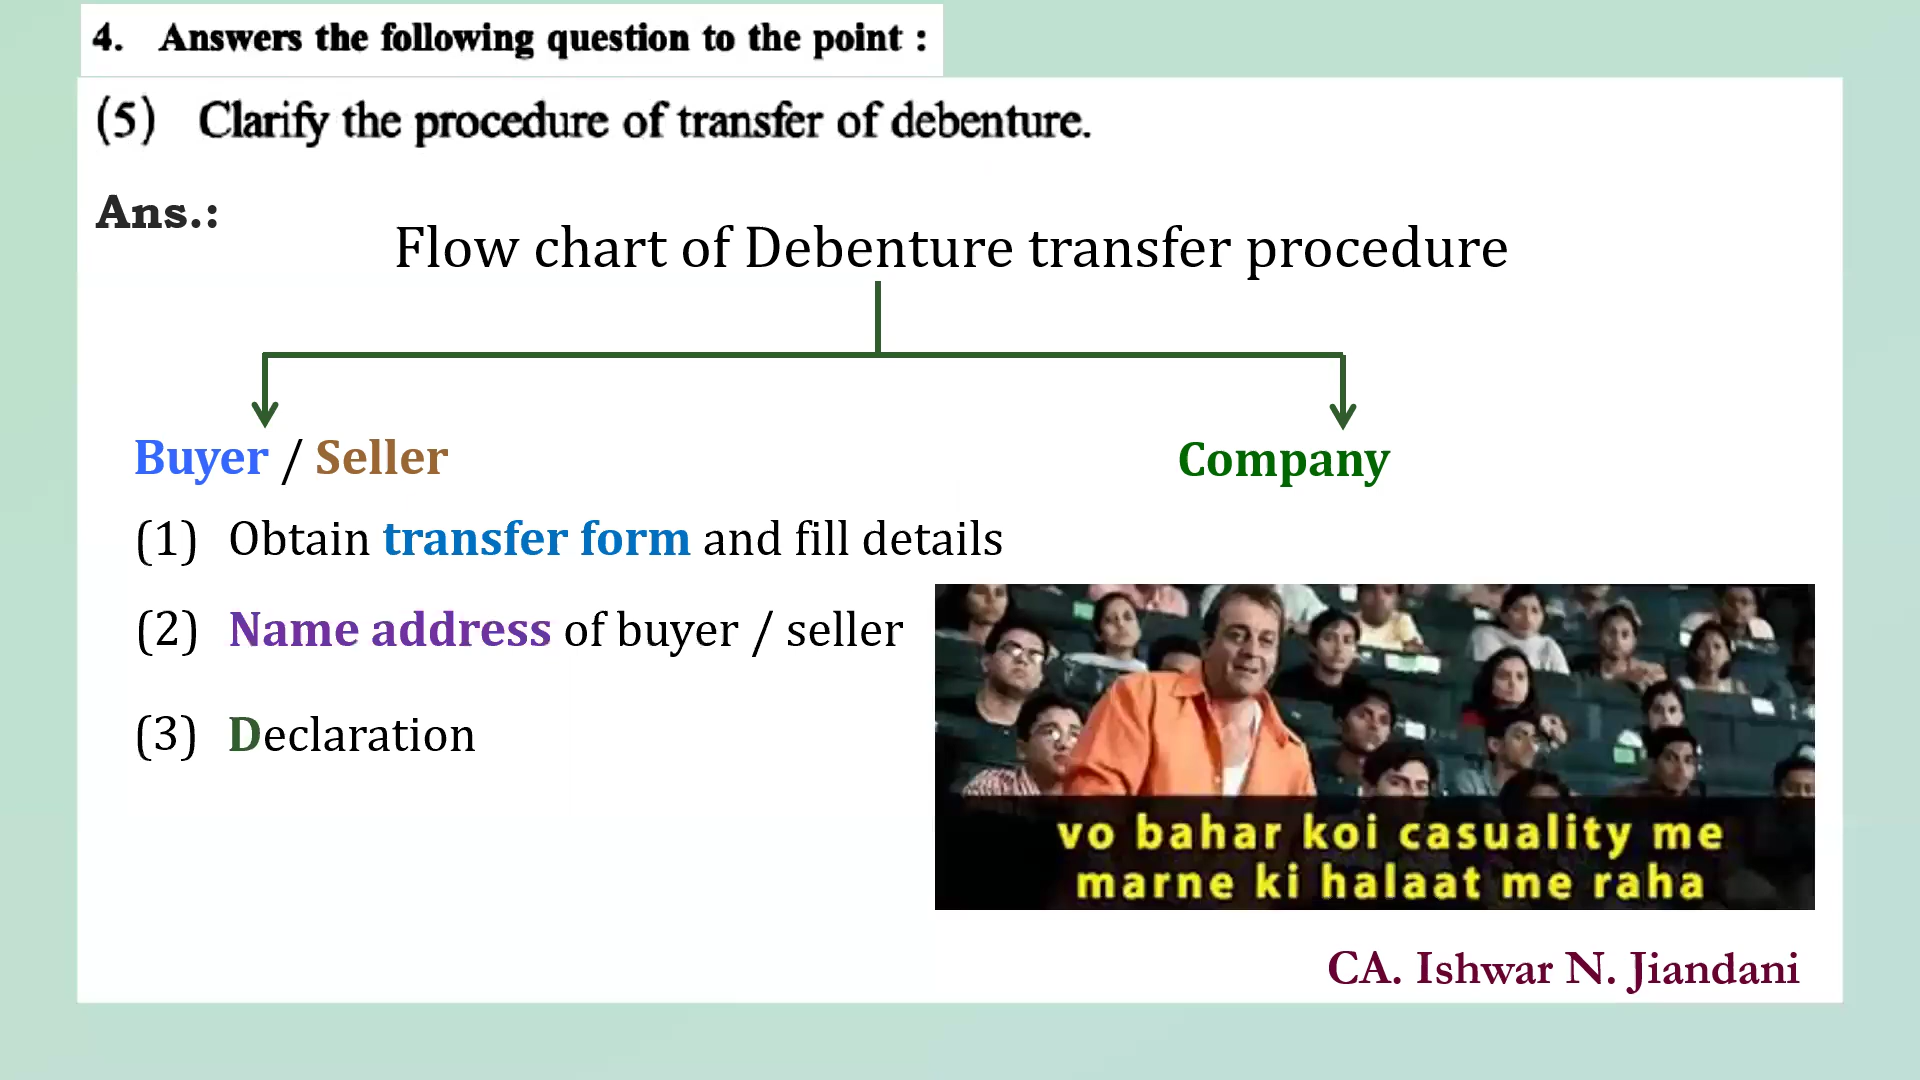 4. Answers the following question to the point :
(5) Clarify the procedure of transfer of debenture.
Ans.:
Flow chart of Debenture transfer procedure
Buyer / Seller
Company
(1) Obtain transfer form and fill details
(2) Name address of buyer / seller
(3) Declaration
vo bahar koi casuality me
marne ki halaat me raha
CA. Ishwar N. Jiandani